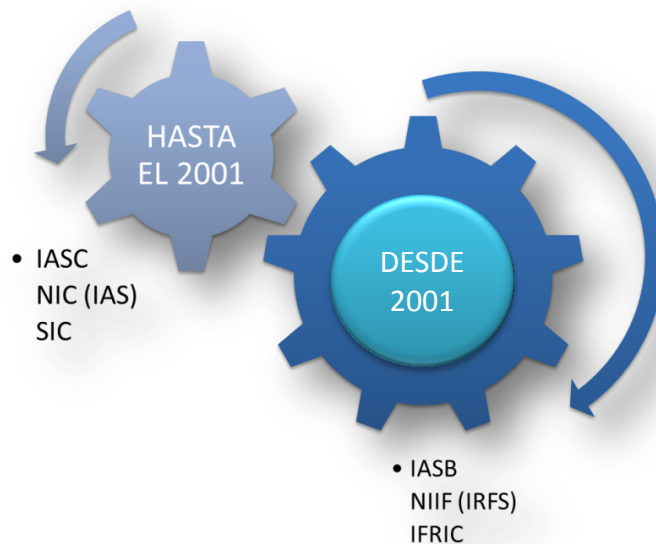 HASTA
EL 2001
• IASC
NIC (IAS)
SIC
DESDE
2001
• IASB
NIIF (IRFS)
IFRIC